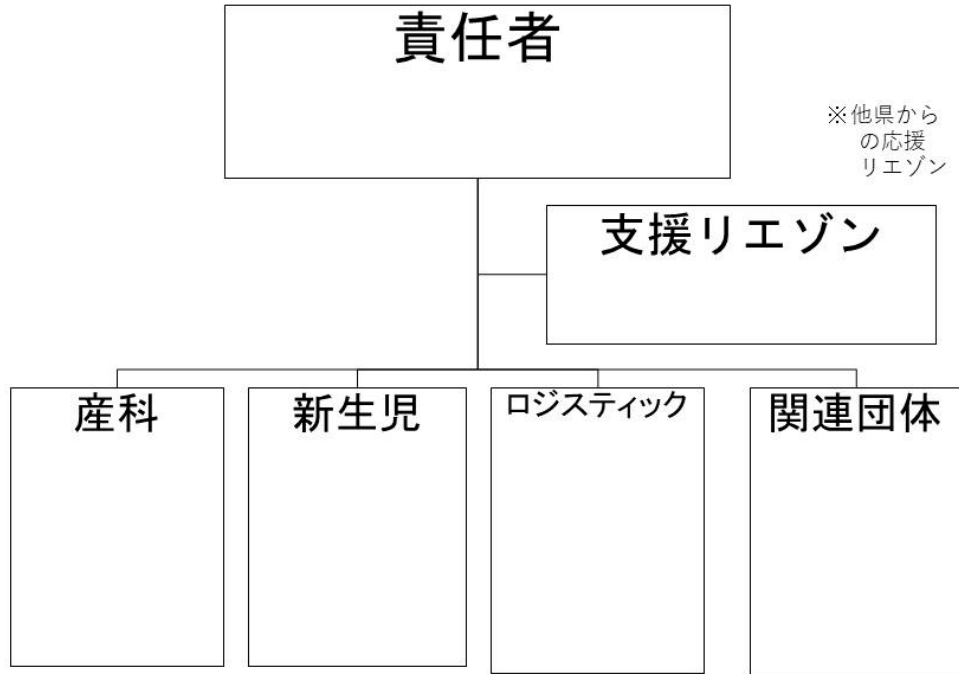 責任者
※他県から
の応援
リエゾン
支援リエゾン
産科
新生児
ロジスティック
関連団体